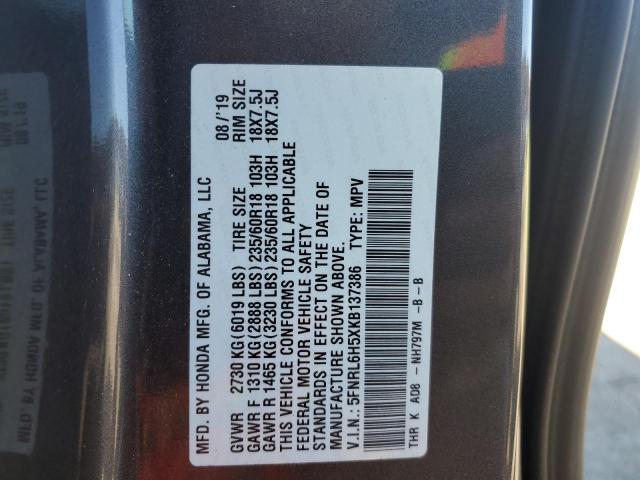 MFD. BY HONDA MFG. OF ALABAMA, LLC 08/'19
GVWR 2730 KG (6019 LBS) TIRE SIZE RIM SIZE
GAWR F 1310 KG (2888 LBS) 235/60R18 103H 18X7.5J
GAWR R 1465 KG (3230 LBS) 235/60R18 103H 18X7.5J
THIS VEHICLE CONFORMS TO ALL APPLICABLE
FEDERAL MOTOR VEHICLE SAFETY
STANDARDS IN EFFECT ON THE DATE OF
MANUFACTURE SHOWN ABOVE.
V.I.N.: 5FNRL6H5XKB137386 TYPE: MPV
THR K A08 - NH797M -B-B